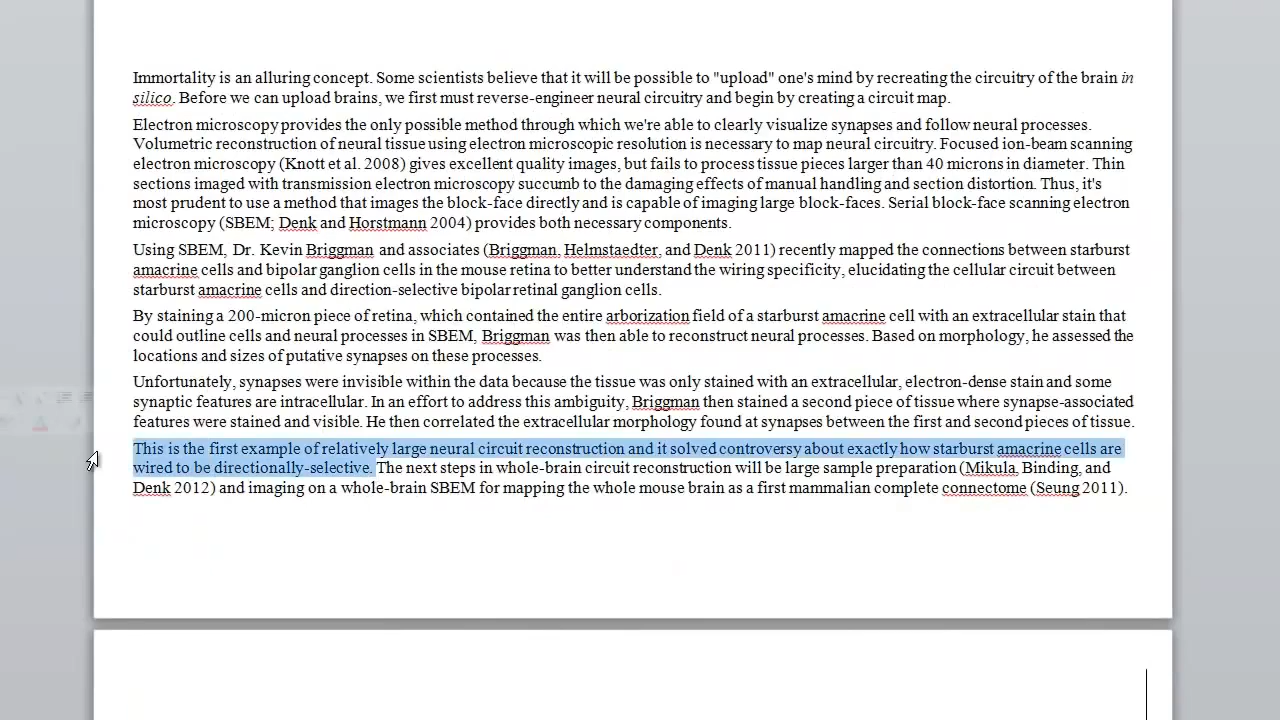 Immortality is an alluring concept. Some scientists believe that it will be possible to "upload" one's mind by recreating the circuitry of the brain in
silico. Before we can upload brains, we first must reverse-engineer neural circuitry and begin by creating a circuit map.
Electron microscopy provides the only possible method through which we're able to clearly visualize synapses and follow neural processes.
Volumetric reconstruction of neural tissue using electron microscopic resolution is necessary to map neural circuitry. Focused ion-beam scanning
electron microscopy (Knott et al. 2008) gives excellent quality images, but fails to process tissue pieces larger than 40 microns in diameter. Thin
sections imaged with transmission electron microscopy succumb to the damaging effects of manual handling and section distortion. Thus, it's
most prudent to use a method that images the block-face directly and is capable of imaging large block-faces. Serial block-face scanning electron
microscopy (SBEM; Denk and Horstmann 2004) provides both necessary components.
Using SBEM, Dr. Kevin Briggman and associates (Briggman, Helmstaedter, and Denk 2011) recently mapped the connections between starburst
amacrine cells and bipolar ganglion cells in the mouse retina to better understand the wiring specificity, elucidating the cellular circuit between
starburst amacrine cells and direction-selective bipolar retinal ganglion cells.
By staining a 200-micron piece of retina, which contained the entire arborization field of a starburst amacrine cell with an extracellular stain that
could outline cells and neural processes in SBEM, Briggman was then able to reconstruct neural processes. Based on morphology, he assessed the
locations and sizes of putative synapses on these processes.
Unfortunately, synapses were invisible within the data because the tissue was only stained with an extracellular, electron-dense stain and some
synaptic features are intracellular. In an effort to address this ambiguity, Briggman then stained a second piece of tissue where synapse-associated
features were stained and visible. He then correlated the extracellular morphology found at synapses between the first and second pieces of tissue.
This is the first example of relatively large neural circuit reconstruction and it solved controversy about exactly how starburst amacrine cells are
wired to be directionally-selective. The next steps in whole-brain circuit reconstruction will be large sample preparation (Mikula, Binding, and
Denk 2012) and imaging on a whole-brain SBEM for mapping the whole mouse brain as a first mammalian complete connectome (Seung 2011).